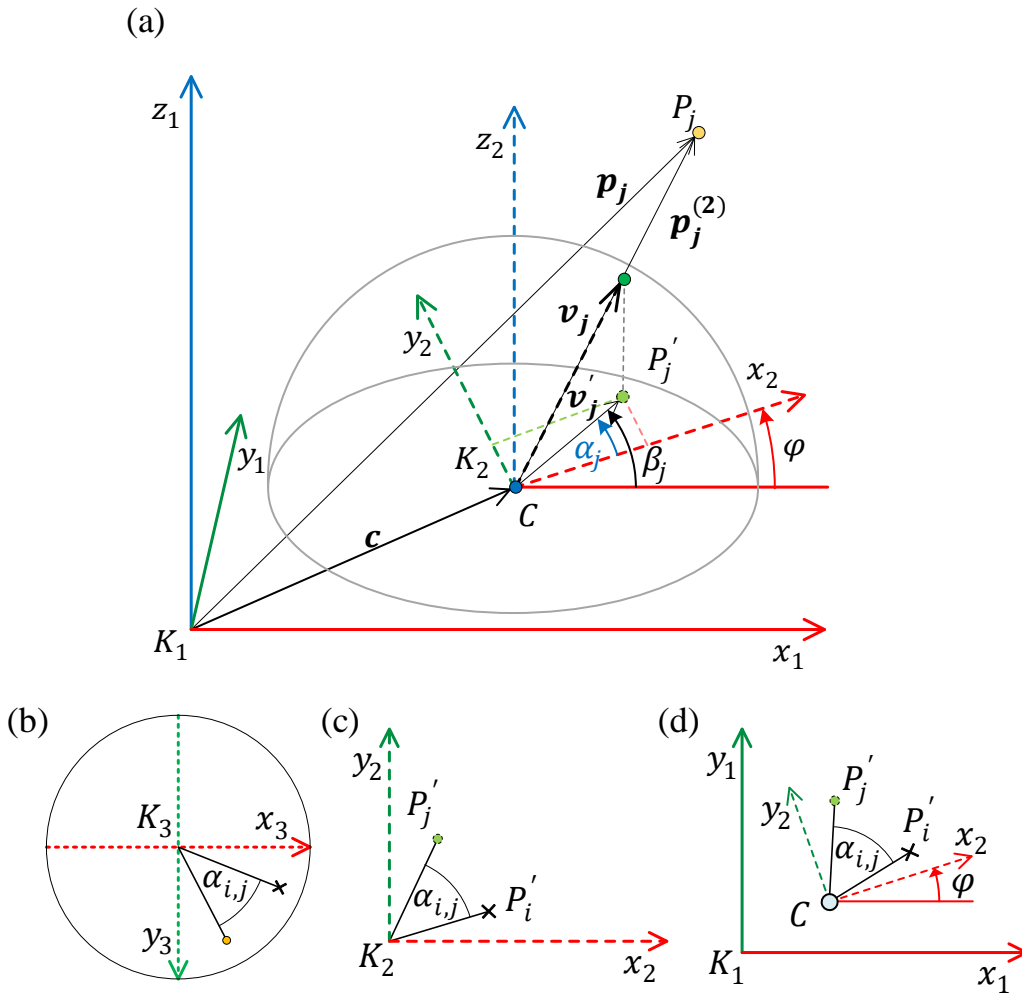 (a)
z₁
z₂
Pⱼ
𝒑ⱼ
𝒑ⱼ⁽²⁾
𝒗ⱼ
y₂
Pⱼ′
x₂
𝒗ⱼ′
y₁
K₂
αⱼ
βⱼ
φ
C
𝒄
K₁
x₁
(b)
K₃
x₃
αᵢ,ⱼ
y₃
(c)
y₂
Pⱼ′
αᵢ,ⱼ
Pᵢ′
K₂
x₂
(d)
y₁
Pⱼ′
y₂
Pᵢ′
x₂
αᵢ,ⱼ
φ
C
K₁
x₁